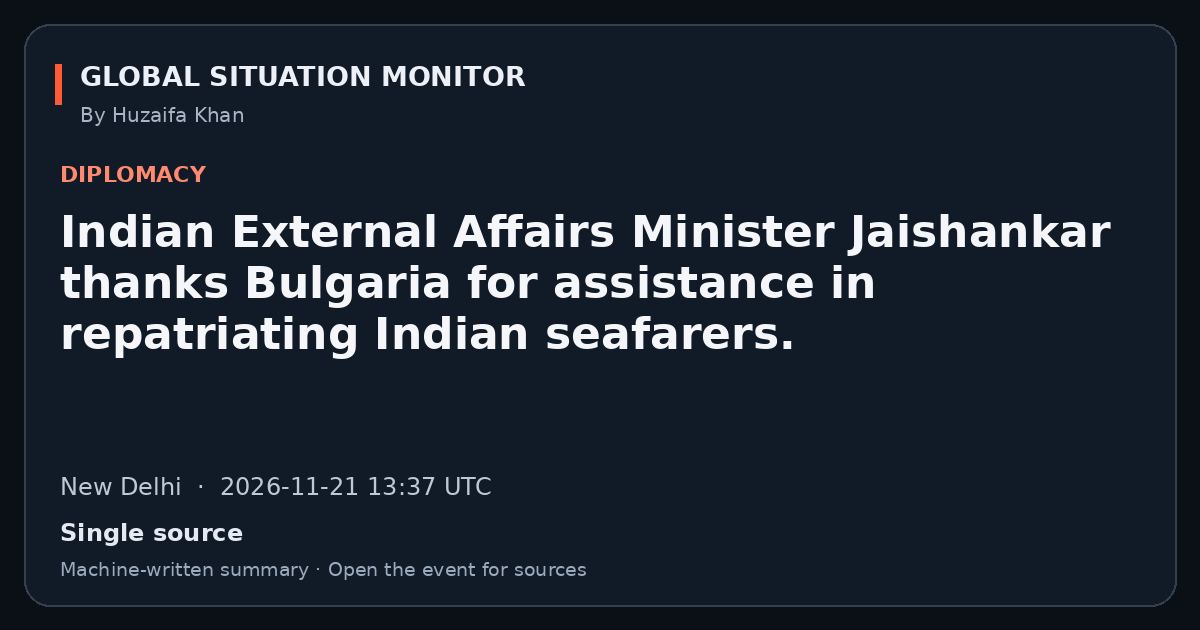 GLOBAL SITUATION MONITOR
By Huzaifa Khan
DIPLOMACY
Indian External Affairs Minister Jaishankar
thanks Bulgaria for assistance in
repatriating Indian seafarers.
New Delhi · 2026-11-21 13:37 UTC
Single source
Machine-written summary · Open the event for sources